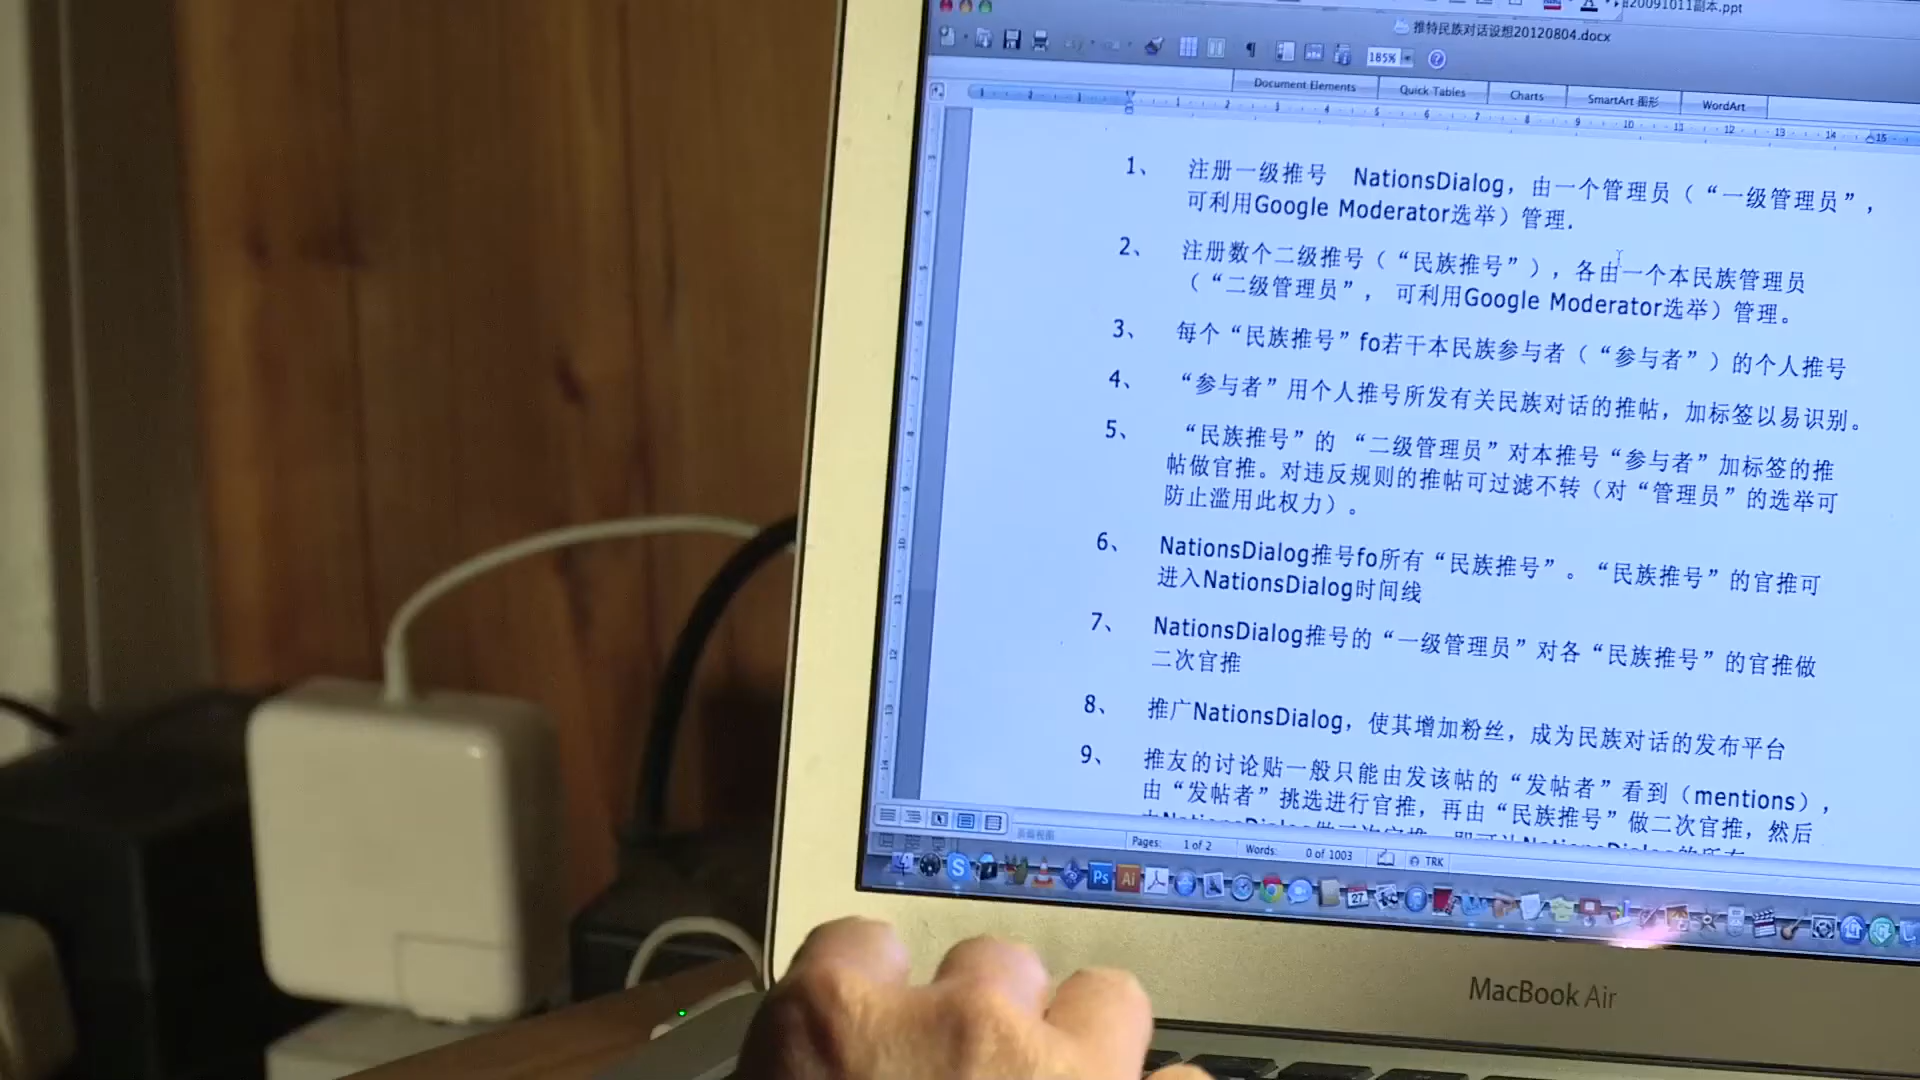 20091011副本.ppt
推特民族对话设想20120804.docx
185%
Document Elements
Quick Tables
Charts
SmartArt 图形
WordArt
1、 注册一级推号 NationsDialog，由一个管理员（“一级管理员”，
可利用Google Moderator选举）管理.
2、 注册数个二级推号（“民族推号”），各由一个本民族管理员
（“二级管理员”， 可利用Google Moderator选举）管理。
3、 每个“民族推号”fo若干本民族参与者（“参与者”）的个人推号
4、 “参与者”用个人推号所发有关民族对话的推帖，加标签以易识别。
5、 “民族推号”的 “二级管理员”对本推号“参与者”加标签的推
帖做官推。对违反规则的推帖可过滤不转（对“管理员”的选举可
防止滥用此权力）。
6、 NationsDialog推号fo所有“民族推号”。“民族推号”的官推可
进入NationsDialog时间线
7、 NationsDialog推号的“一级管理员”对各“民族推号”的官推做
二次官推
8、 推广NationsDialog，使其增加粉丝，成为民族对话的发布平台
9、 推友的讨论贴一般只能由发该帖的“发帖者”看到（mentions），
由“发帖者”挑选进行官推，再由“民族推号”做二次官推，然后
页面视图
Pages: 1 of 2
Words: 0 of 1003
TRK
Ps
Ai
27
MacBook Air